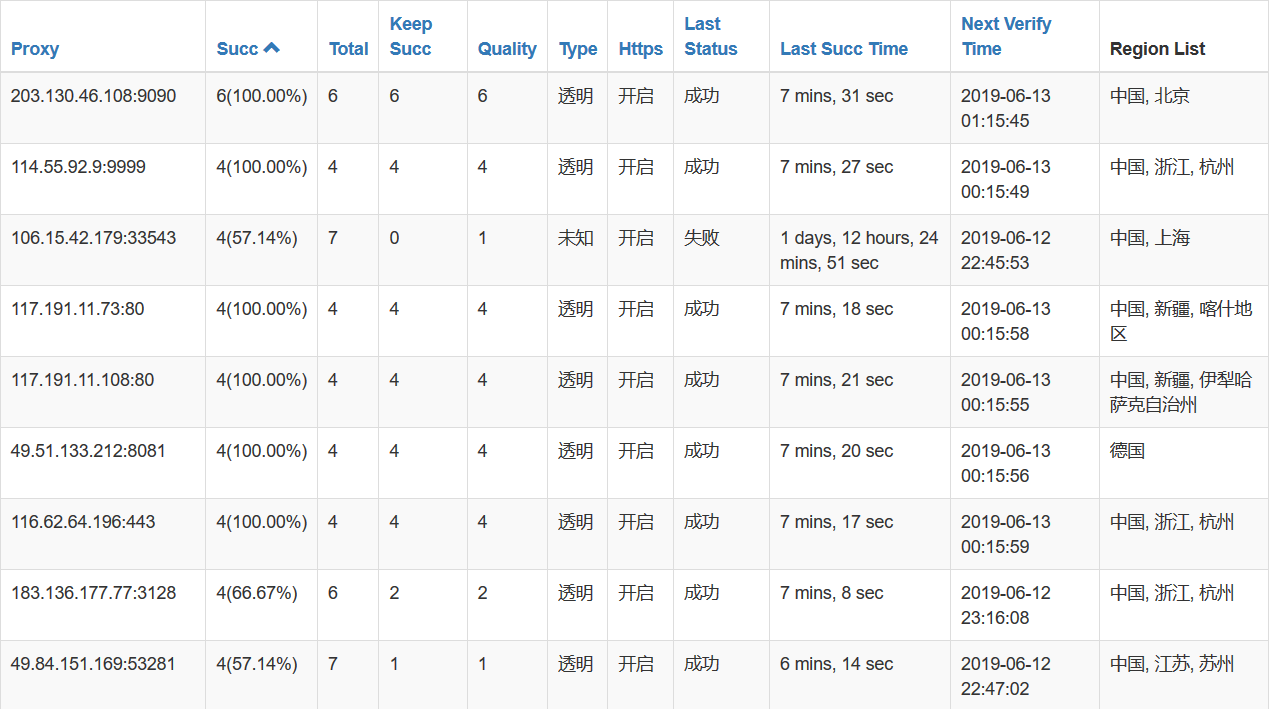 Proxy Succ Total Keep Succ Quality Type Https Last Status Last Succ Time Next Verify Time Region List
203.130.46.108:9090 6(100.00%) 6 6 6 透明 开启 成功 7 mins, 31 sec 2019-06-13 01:15:45 中国, 北京
114.55.92.9:9999 4(100.00%) 4 4 4 透明 开启 成功 7 mins, 27 sec 2019-06-13 00:15:49 中国, 浙江, 杭州
106.15.42.179:33543 4(57.14%) 7 0 1 未知 开启 失败 1 days, 12 hours, 24 mins, 51 sec 2019-06-12 22:45:53 中国, 上海
117.191.11.73:80 4(100.00%) 4 4 4 透明 开启 成功 7 mins, 18 sec 2019-06-13 00:15:58 中国, 新疆, 喀什地区
117.191.11.108:80 4(100.00%) 4 4 4 透明 开启 成功 7 mins, 21 sec 2019-06-13 00:15:55 中国, 新疆, 伊犁哈萨克自治州
49.51.133.212:8081 4(100.00%) 4 4 4 透明 开启 成功 7 mins, 20 sec 2019-06-13 00:15:56 德国
116.62.64.196:443 4(100.00%) 4 4 4 透明 开启 成功 7 mins, 17 sec 2019-06-13 00:15:59 中国, 浙江, 杭州
183.136.177.77:3128 4(66.67%) 6 2 2 透明 开启 成功 7 mins, 8 sec 2019-06-12 23:16:08 中国, 浙江, 杭州
49.84.151.169:53281 4(57.14%) 7 1 1 透明 开启 成功 6 mins, 14 sec 2019-06-12 22:47:02 中国, 江苏, 苏州